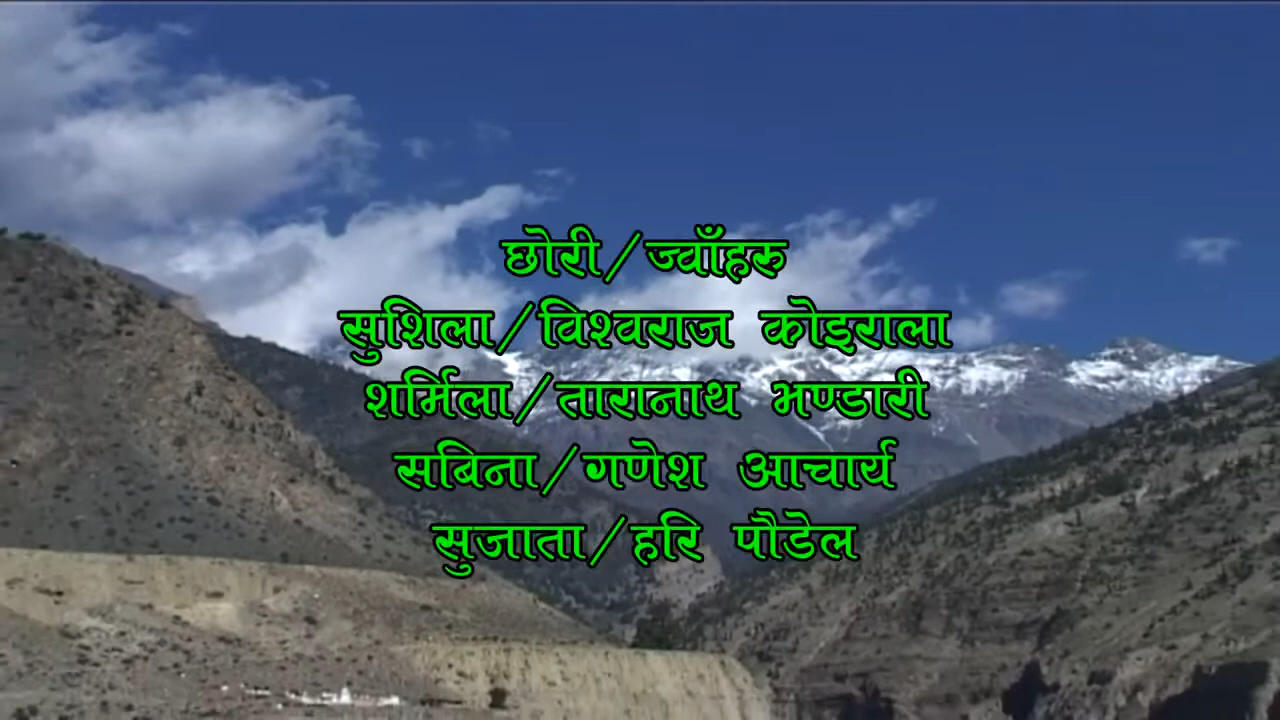 छोरी/ज्वाँहरु
सुशिला/विश्वराज कोइराला
शर्मिला/तारानाथ भण्डारी
सबिना/गणेश आचार्य
सुजाता/हरि पौडेल